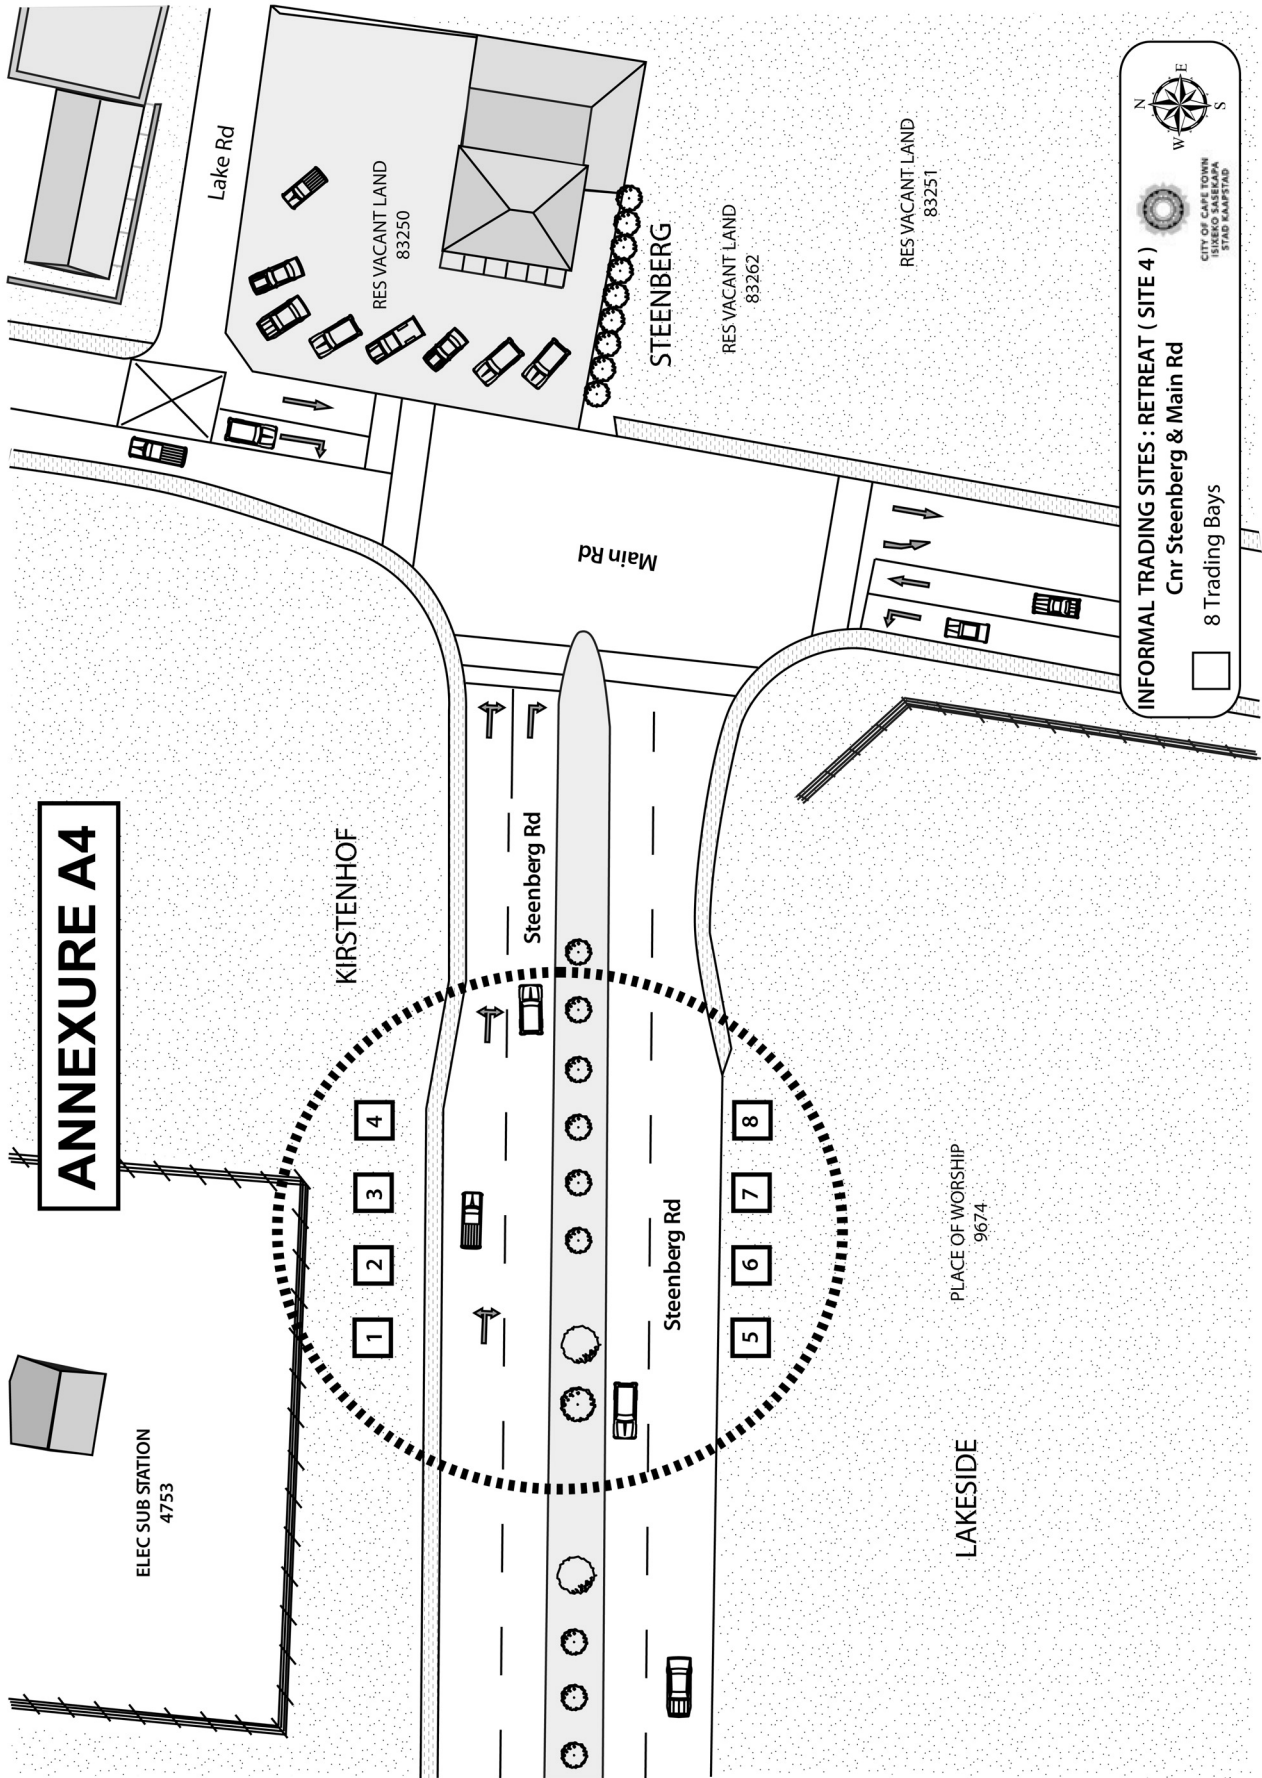 ANNEXURE A4
ELEC SUB STATION
4753
KIRSTENHOF
Lake Rd
RES VACANT LAND
83250
1
2
3
4
Steenberg Rd
Main Rd
STEENBERG
Steenberg Rd
5
6
7
8
RES VACANT LAND
83262
RES VACANT LAND
83251
PLACE OF WORSHIP
9674
LAKESIDE
INFORMAL TRADING SITES : RETREAT ( SITE 4 )
Cnr Steenberg & Main Rd
8 Trading Bays
CITY OF CAPE TOWN
ISIXEKO SASEKAPA
STAD KAAPSTAD
N
E
S
W